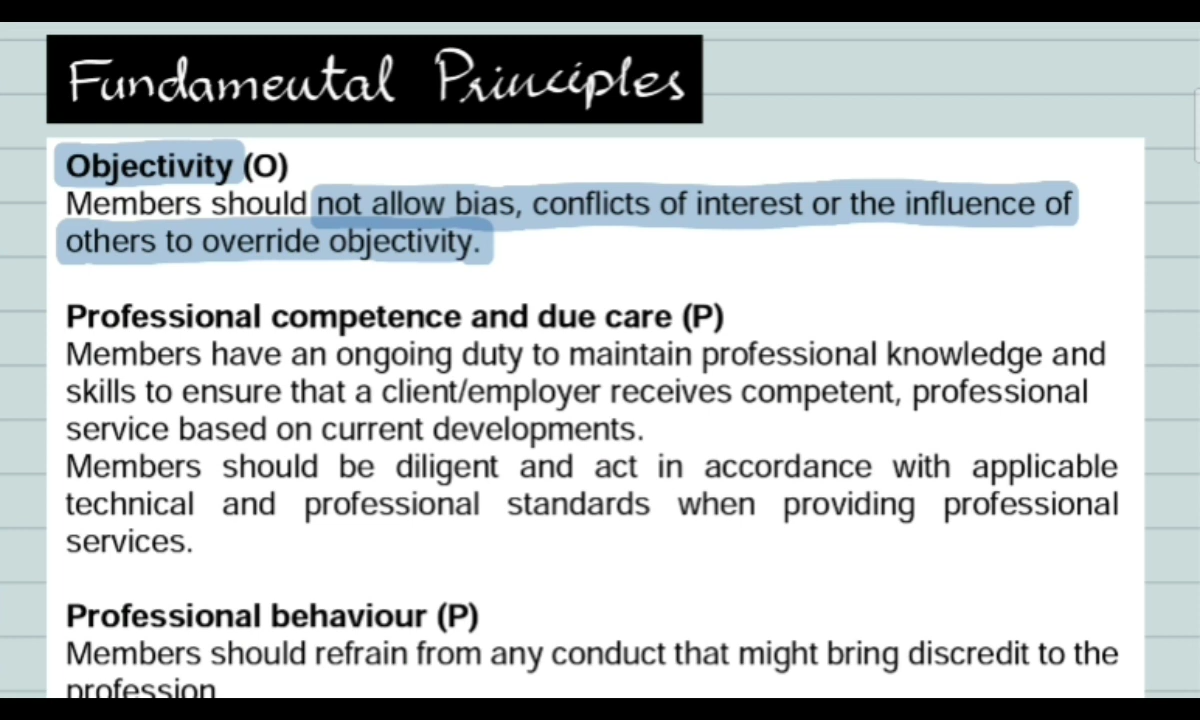 Fundamental Principles
Objectivity (O)
Members should not allow bias, conflicts of interest or the influence of
others to override objectivity.
Professional competence and due care (P)
Members have an ongoing duty to maintain professional knowledge and
skills to ensure that a client/employer receives competent, professional
service based on current developments.
Members should be diligent and act in accordance with applicable
technical and professional standards when providing professional
services.
Professional behaviour (P)
Members should refrain from any conduct that might bring discredit to the
profession